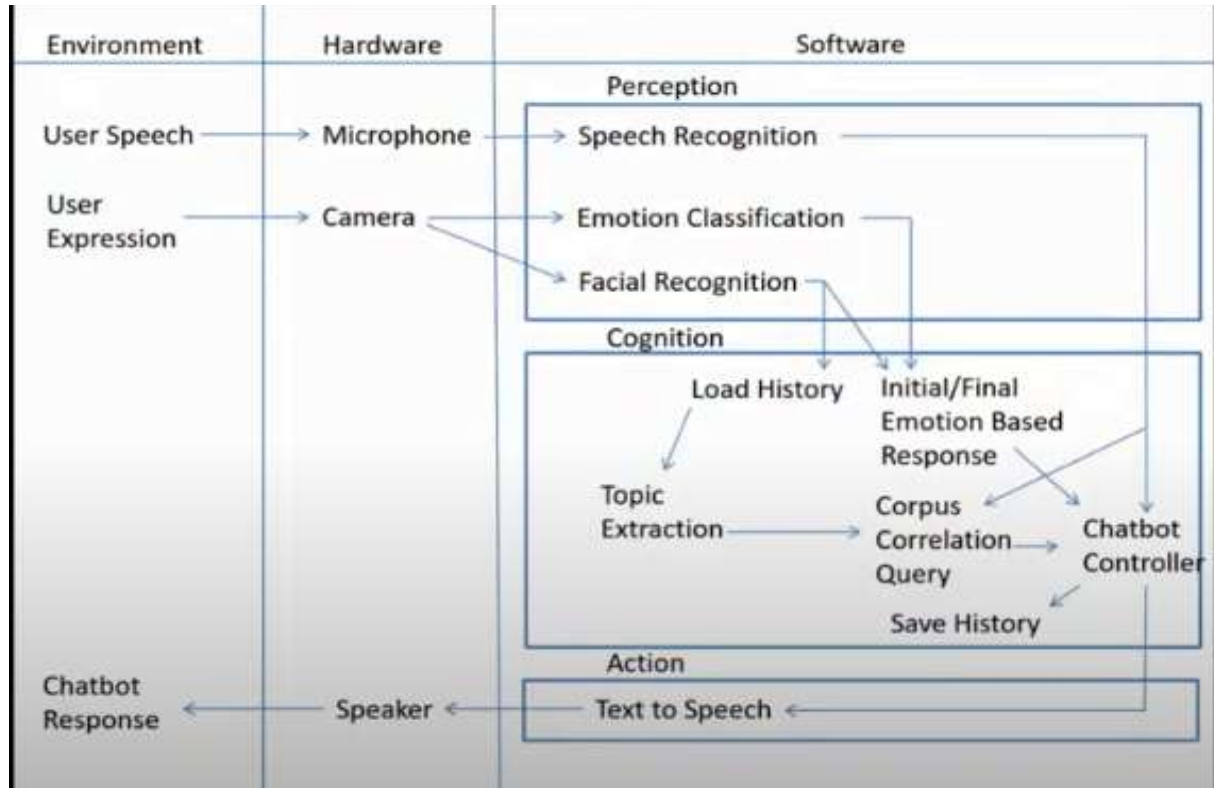 Environment
Hardware
Software
Perception
User Speech
Microphone
Speech Recognition
User
Expression
Camera
Emotion Classification
Facial Recognition
Cognition
Load History
Initial/Final
Emotion Based
Response
Topic
Extraction
Corpus
Correlation
Query
Chatbot
Controller
Save History
Action
Chatbot
Response
Speaker
Text to Speech